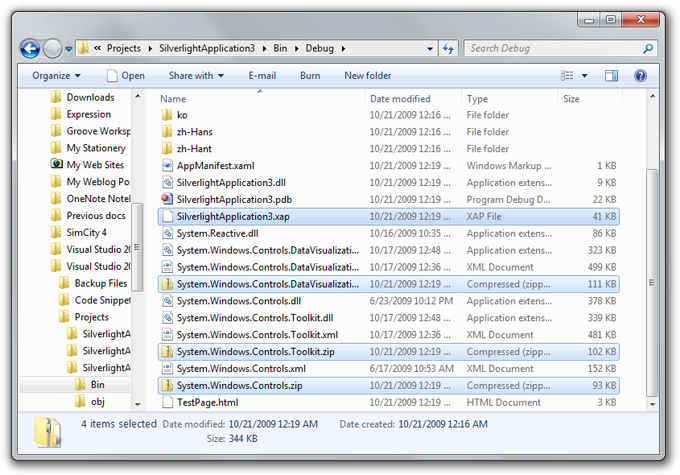 « Projects ▸ SilverlightApplication3 ▸ Bin ▸ Debug ▸
Search Debug
Organize ▾ Open Share with ▾ E-mail Burn New folder
Downloads
Expression
Groove Worksp
My Stationery
My Web Sites
My Weblog Po
OneNote Notel
Previous docs
SimCity 4
Visual Studio 20
Visual Studio 20
Backup Files
Code Snippet
Projects
SilverlightA
SilverlightA
SilverlightA
Bin
obj
Name Date modified Type Size
ko 10/21/2009 12:16 ... File folder
zh-Hans 10/21/2009 12:16 ... File folder
zh-Hant 10/21/2009 12:16 ... File folder
AppManifest.xaml 10/21/2009 12:19 ... Windows Markup ... 1 KB
SilverlightApplication3.dll 10/21/2009 12:19 ... Application extens... 9 KB
SilverlightApplication3.pdb 10/21/2009 12:19 ... Program Debug D... 22 KB
SilverlightApplication3.xap 10/21/2009 12:19 ... XAP File 41 KB
System.Reactive.dll 10/16/2009 10:35 ... Application extens... 86 KB
System.Windows.Controls.DataVisualizati... 10/17/2009 12:48 ... Application extens... 323 KB
System.Windows.Controls.DataVisualizati... 10/17/2009 12:36 ... XML Document 499 KB
System.Windows.Controls.DataVisualizati... 10/21/2009 12:19 ... Compressed (zipp... 111 KB
System.Windows.Controls.dll 6/23/2009 10:12 PM Application extens... 378 KB
System.Windows.Controls.Toolkit.dll 10/17/2009 12:48 ... Application extens... 339 KB
System.Windows.Controls.Toolkit.xml 10/17/2009 12:36 ... XML Document 481 KB
System.Windows.Controls.Toolkit.zip 10/21/2009 12:19 ... Compressed (zipp... 102 KB
System.Windows.Controls.xml 6/17/2009 10:53 AM XML Document 152 KB
System.Windows.Controls.zip 10/21/2009 12:19 ... Compressed (zipp... 93 KB
TestPage.html 10/21/2009 12:19 ... HTML Document 3 KB
4 items selected Date modified: 10/21/2009 12:19 AM Date created: 10/21/2009 12:16 AM
Size: 344 KB